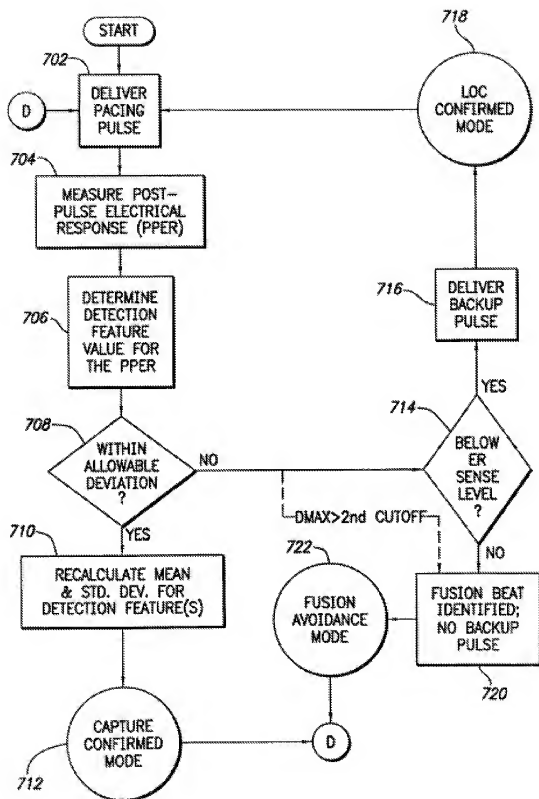 START
702
DELIVER
PACING
PULSE
D
704
MEASURE POST-
PULSE ELECTRICAL
RESPONSE (PPER)
706
DETERMINE
DETECTION
FEATURE
VALUE FOR
THE PPER
708
WITHIN
ALLOWABLE
DEVIATION
?
NO
YES
710
RECALCULATE MEAN
& STD. DEV. FOR
DETECTION FEATURE(S)
CAPTURE
CONFIRMED
MODE
712
718
LOC
CONFIRMED
MODE
716
DELIVER
BACKUP
PULSE
YES
714
BELOW
ER
SENSE
LEVEL
?
NO
DMAX>2nd CUTOFF
722
FUSION
AVOIDANCE
MODE
FUSION BEAT
IDENTIFIED;
NO BACKUP
PULSE
720
D